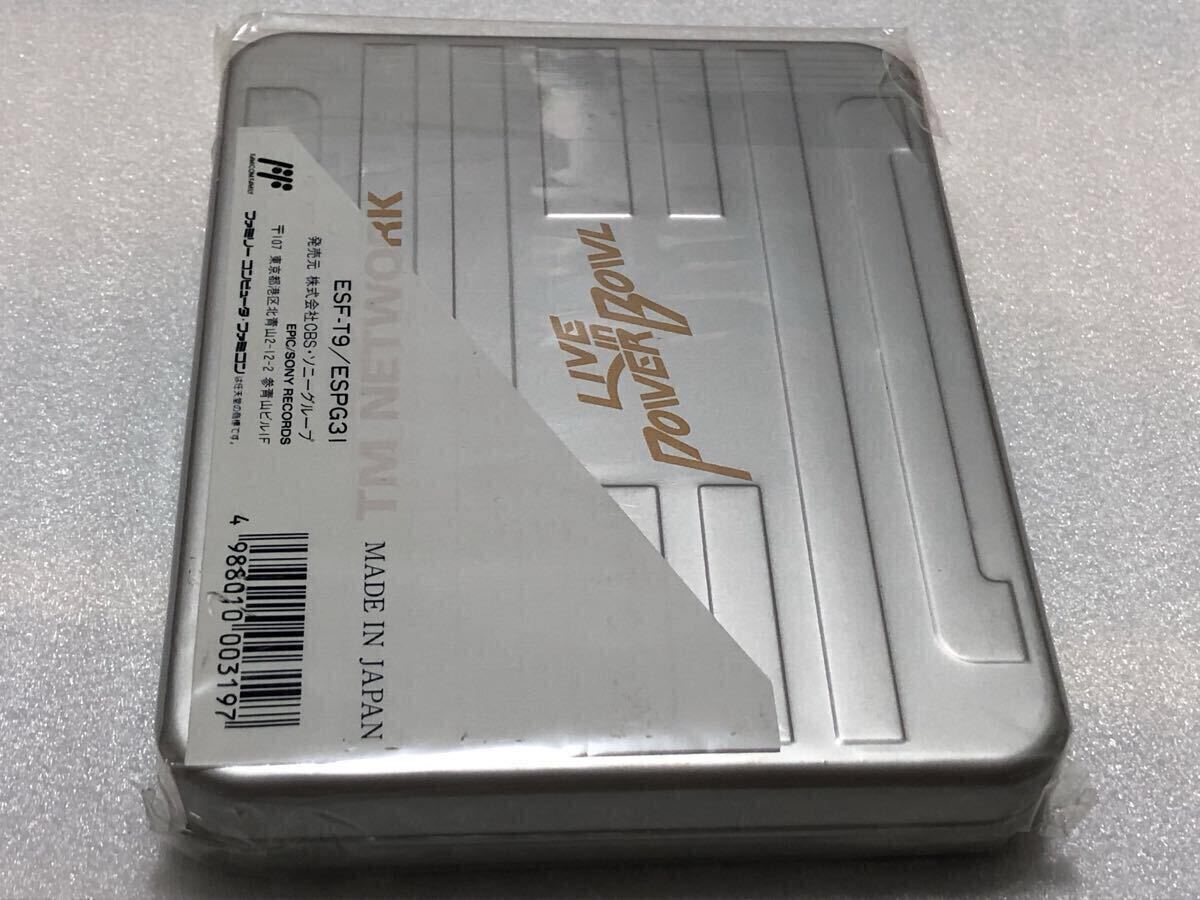 LIVE
in
POWER BOWL
TM NETWORK
FAMICOM FAMILY
ESF-T9/ESPG31
発売元 株式会社CBS・ソニーグループ
EPIC/SONY RECORDS
〒107 東京都港区北青山2-12-2 参青山ビル1F
ファミリーコンピュータ・ファミコンは任天堂の商標です。
MADE IN JAPAN
4 988010 003197